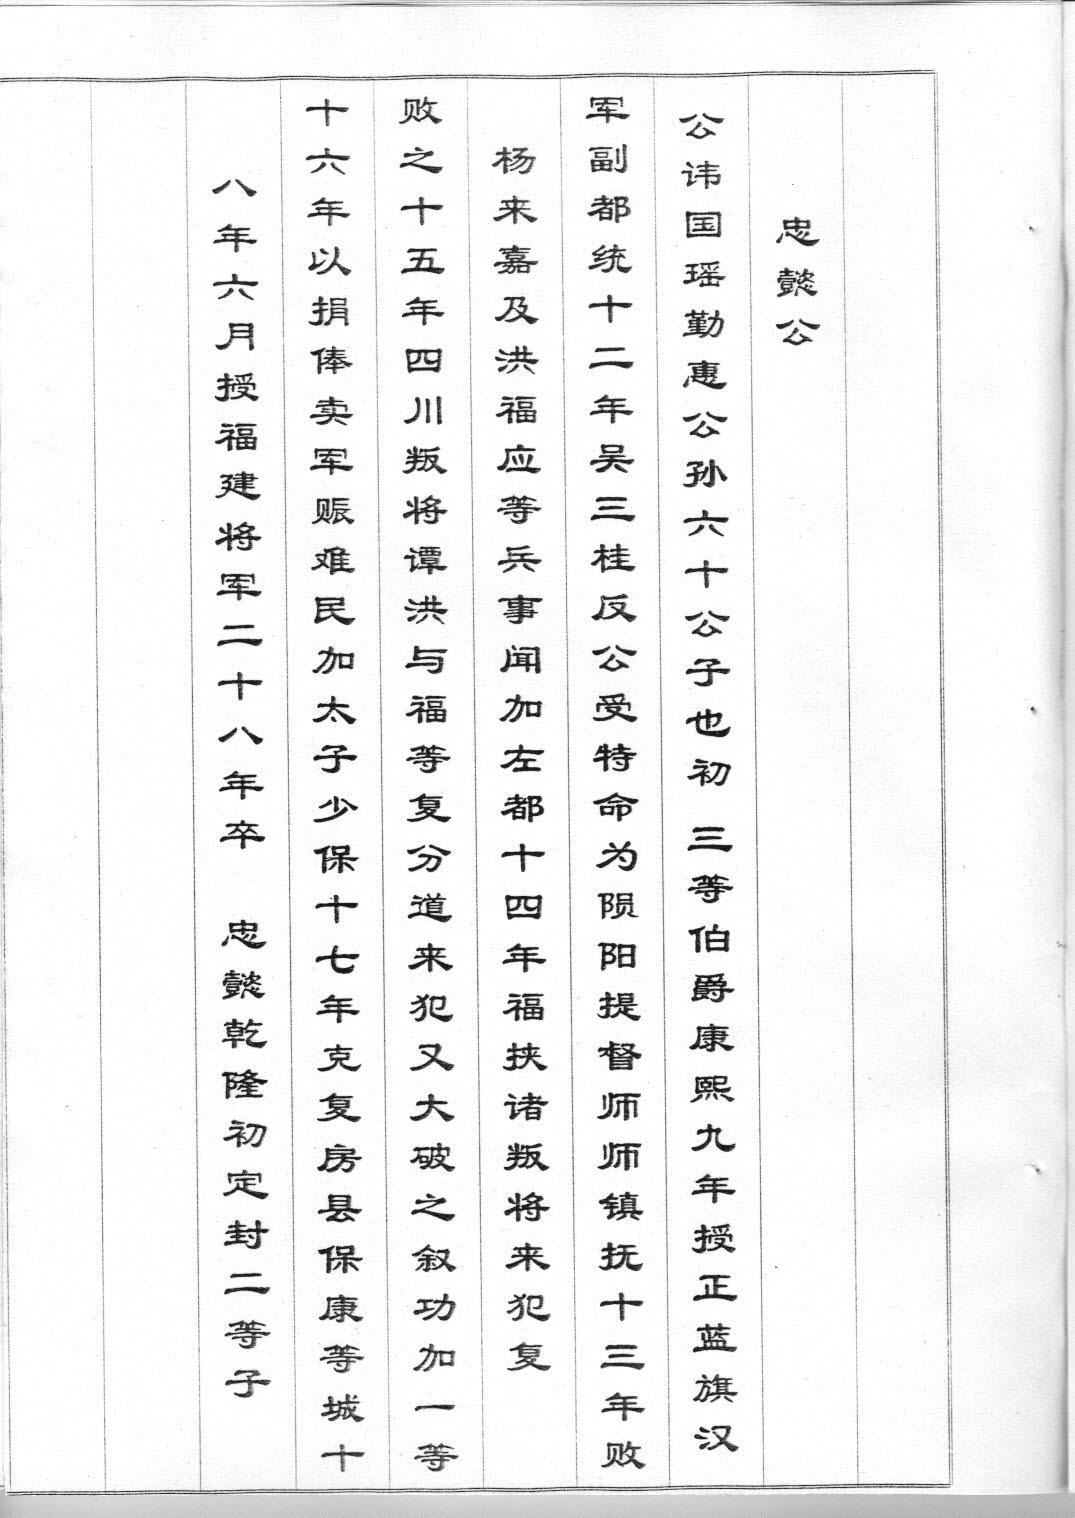 忠懿公
公讳国瑶勤惠公孙六十公子也初 三等伯爵康熙九年授正蓝旗汉
军副都统十二年吴三桂反公受特命为陨阳提督师师镇抚十三年败
杨来嘉及洪福应等兵事闻加左都十四年福挟诸叛将来犯复
败之十五年四川叛将谭洪与福等复分道来犯又大破之叙功加一等
十六年以捐俸卖军赈难民加太子少保十七年克复房县保康等城十
八年六月授福建将军二十八年卒 忠懿乾隆初定封二等子